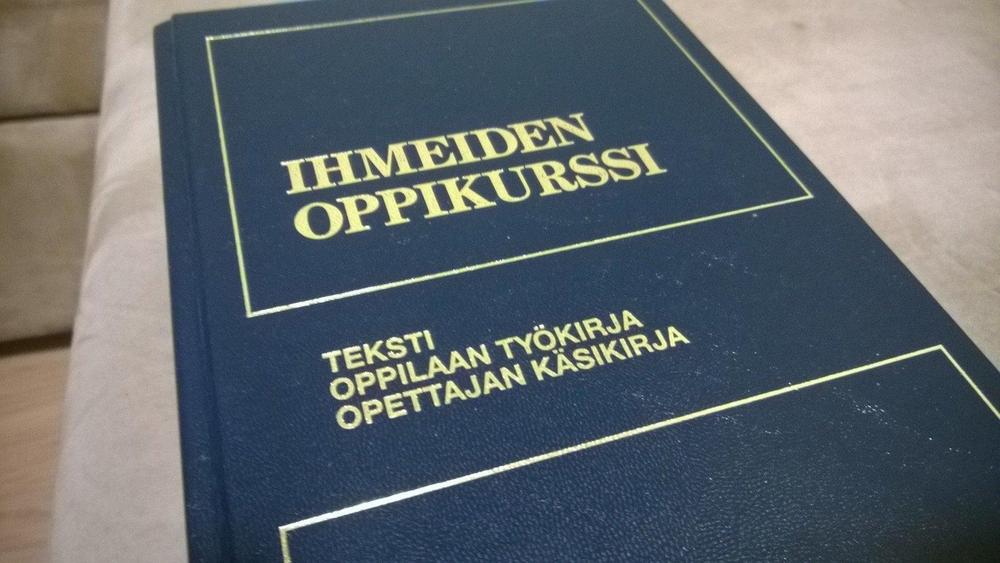 IHMEIDEN
OPPIKURSSI
TEKSTI
OPPILAAN TYÖKIRJA
OPETTAJAN KÄSIKIRJA